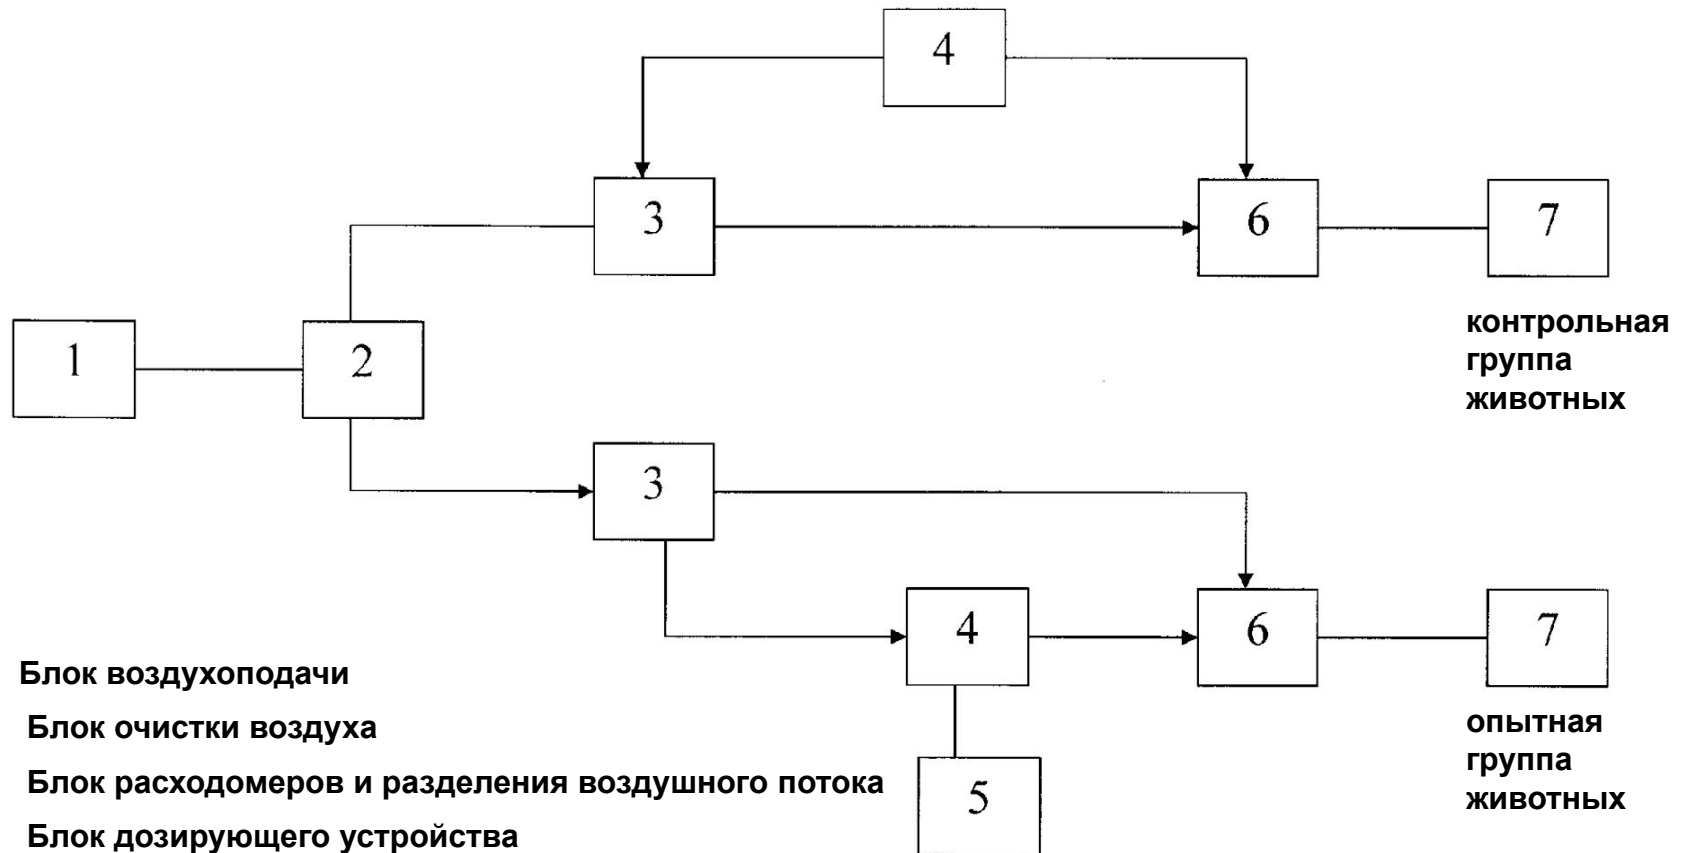 4
3
6
7
контрольная
группа
животных
1
2
3
4
6
7
опытная
группа
животных
5
Блок воздухоподачи
Блок очистки воздуха
Блок расходомеров и разделения воздушного потока
Блок дозирующего устройства